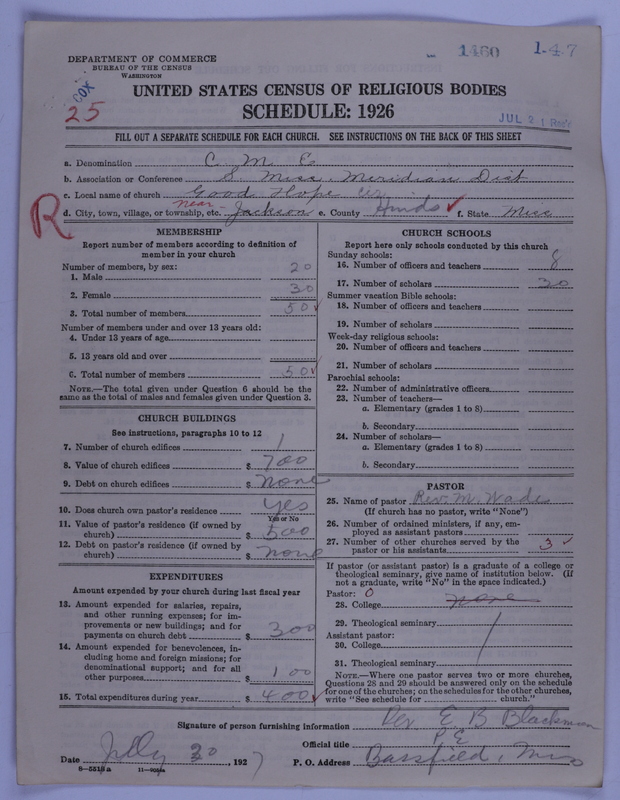 DEPARTMENT OF COMMERCE
BUREAU OF THE CENSUS
WASHINGTON
1460 1-47
COX
25
UNITED STATES CENSUS OF RELIGIOUS BODIES
SCHEDULE: 1926
JUL 21
FILL OUT A SEPARATE SCHEDULE FOR EACH CHURCH. SEE INSTRUCTIONS ON THE BACK OF THIS SHEET
a. Denomination C M E
b. Association or Conference S. Miss. Meridian Dist
c. Local name of church Good Hope Cir
R
d. City, town, village, or township, etc. near Jackson e. County Hinds ✓ f. State Miss
MEMBERSHIP
Report number of members according to definition of
member in your church
Number of members, by sex:
1. Male 20
2. Female 30
3. Total number of members 50 ✓
Number of members under and over 13 years old:
4. Under 13 years of age
5. 13 years old and over
6. Total number of members 50 ✓
NOTE.—The total given under Question 6 should be the
same as the total of males and females given under Question 3.
CHURCH BUILDINGS
See instructions, paragraphs 10 to 12
7. Number of church edifices 1
8. Value of church edifices $ 700
9. Debt on church edifices $ none
10. Does church own pastor's residence yes
Yes or No
11. Value of pastor's residence (if owned by
church) $ 500
12. Debt on pastor's residence (if owned by
church) $ none
EXPENDITURES
Amount expended by your church during last fiscal year
13. Amount expended for salaries, repairs,
and other running expenses; for im-
provements or new buildings; and for
payments on church debt $ 300
14. Amount expended for benevolences, in-
cluding home and foreign missions; for
denominational support; and for all
other purposes $ 100
15. Total expenditures during year $ 400 ✓
CHURCH SCHOOLS
Report here only schools conducted by this church
Sunday schools:
16. Number of officers and teachers 8
17. Number of scholars 30
Summer vacation Bible schools:
18. Number of officers and teachers
19. Number of scholars
Week-day religious schools:
20. Number of officers and teachers
21. Number of scholars
Parochial schools:
22. Number of administrative officers
23. Number of teachers—
a. Elementary (grades 1 to 8)
b. Secondary
24. Number of scholars—
a. Elementary (grades 1 to 8)
b. Secondary
PASTOR
25. Name of pastor Rev. M. Wade
(If church has no pastor, write "None")
26. Number of ordained ministers, if any, em-
ployed as assistant pastors
27. Number of other churches served by the
pastor or his assistants 3 ✓
If pastor (or assistant pastor) is a graduate of a college or
theological seminary, give name of institution below. (If
not a graduate, write "No" in the space indicated.)
Pastor: 0
28. College none
29. Theological seminary
Assistant pastor:
30. College
31. Theological seminary
NOTE.—Where one pastor serves two or more churches,
Questions 28 and 29 should be answered only on the schedule
for one of the churches; on the schedules for the other churches,
write "See schedule for church."
Signature of person furnishing information Rev E B Blackmon
Official title P.E
Date July 20, 1927 P. O. Address Bassfield, Miss